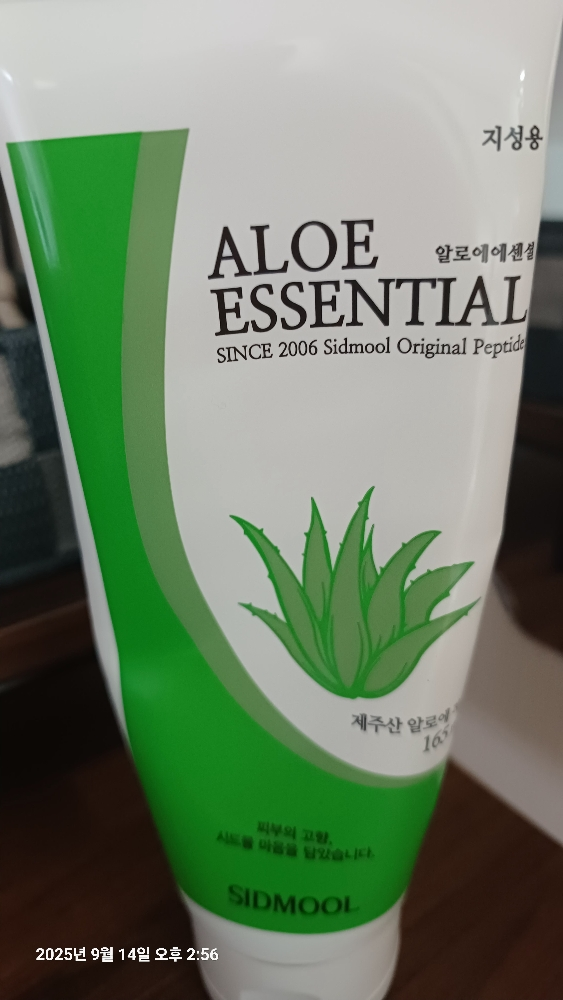 지성용
ALOE 알로에에센셜
ESSENTIAL
SINCE 2006 Sidmool Original Peptide
제주산 알로에
피부의 고향,
시드물 마음을 담았습니다.
SIDMOOL
2025년 9월 14일 오후 2:56